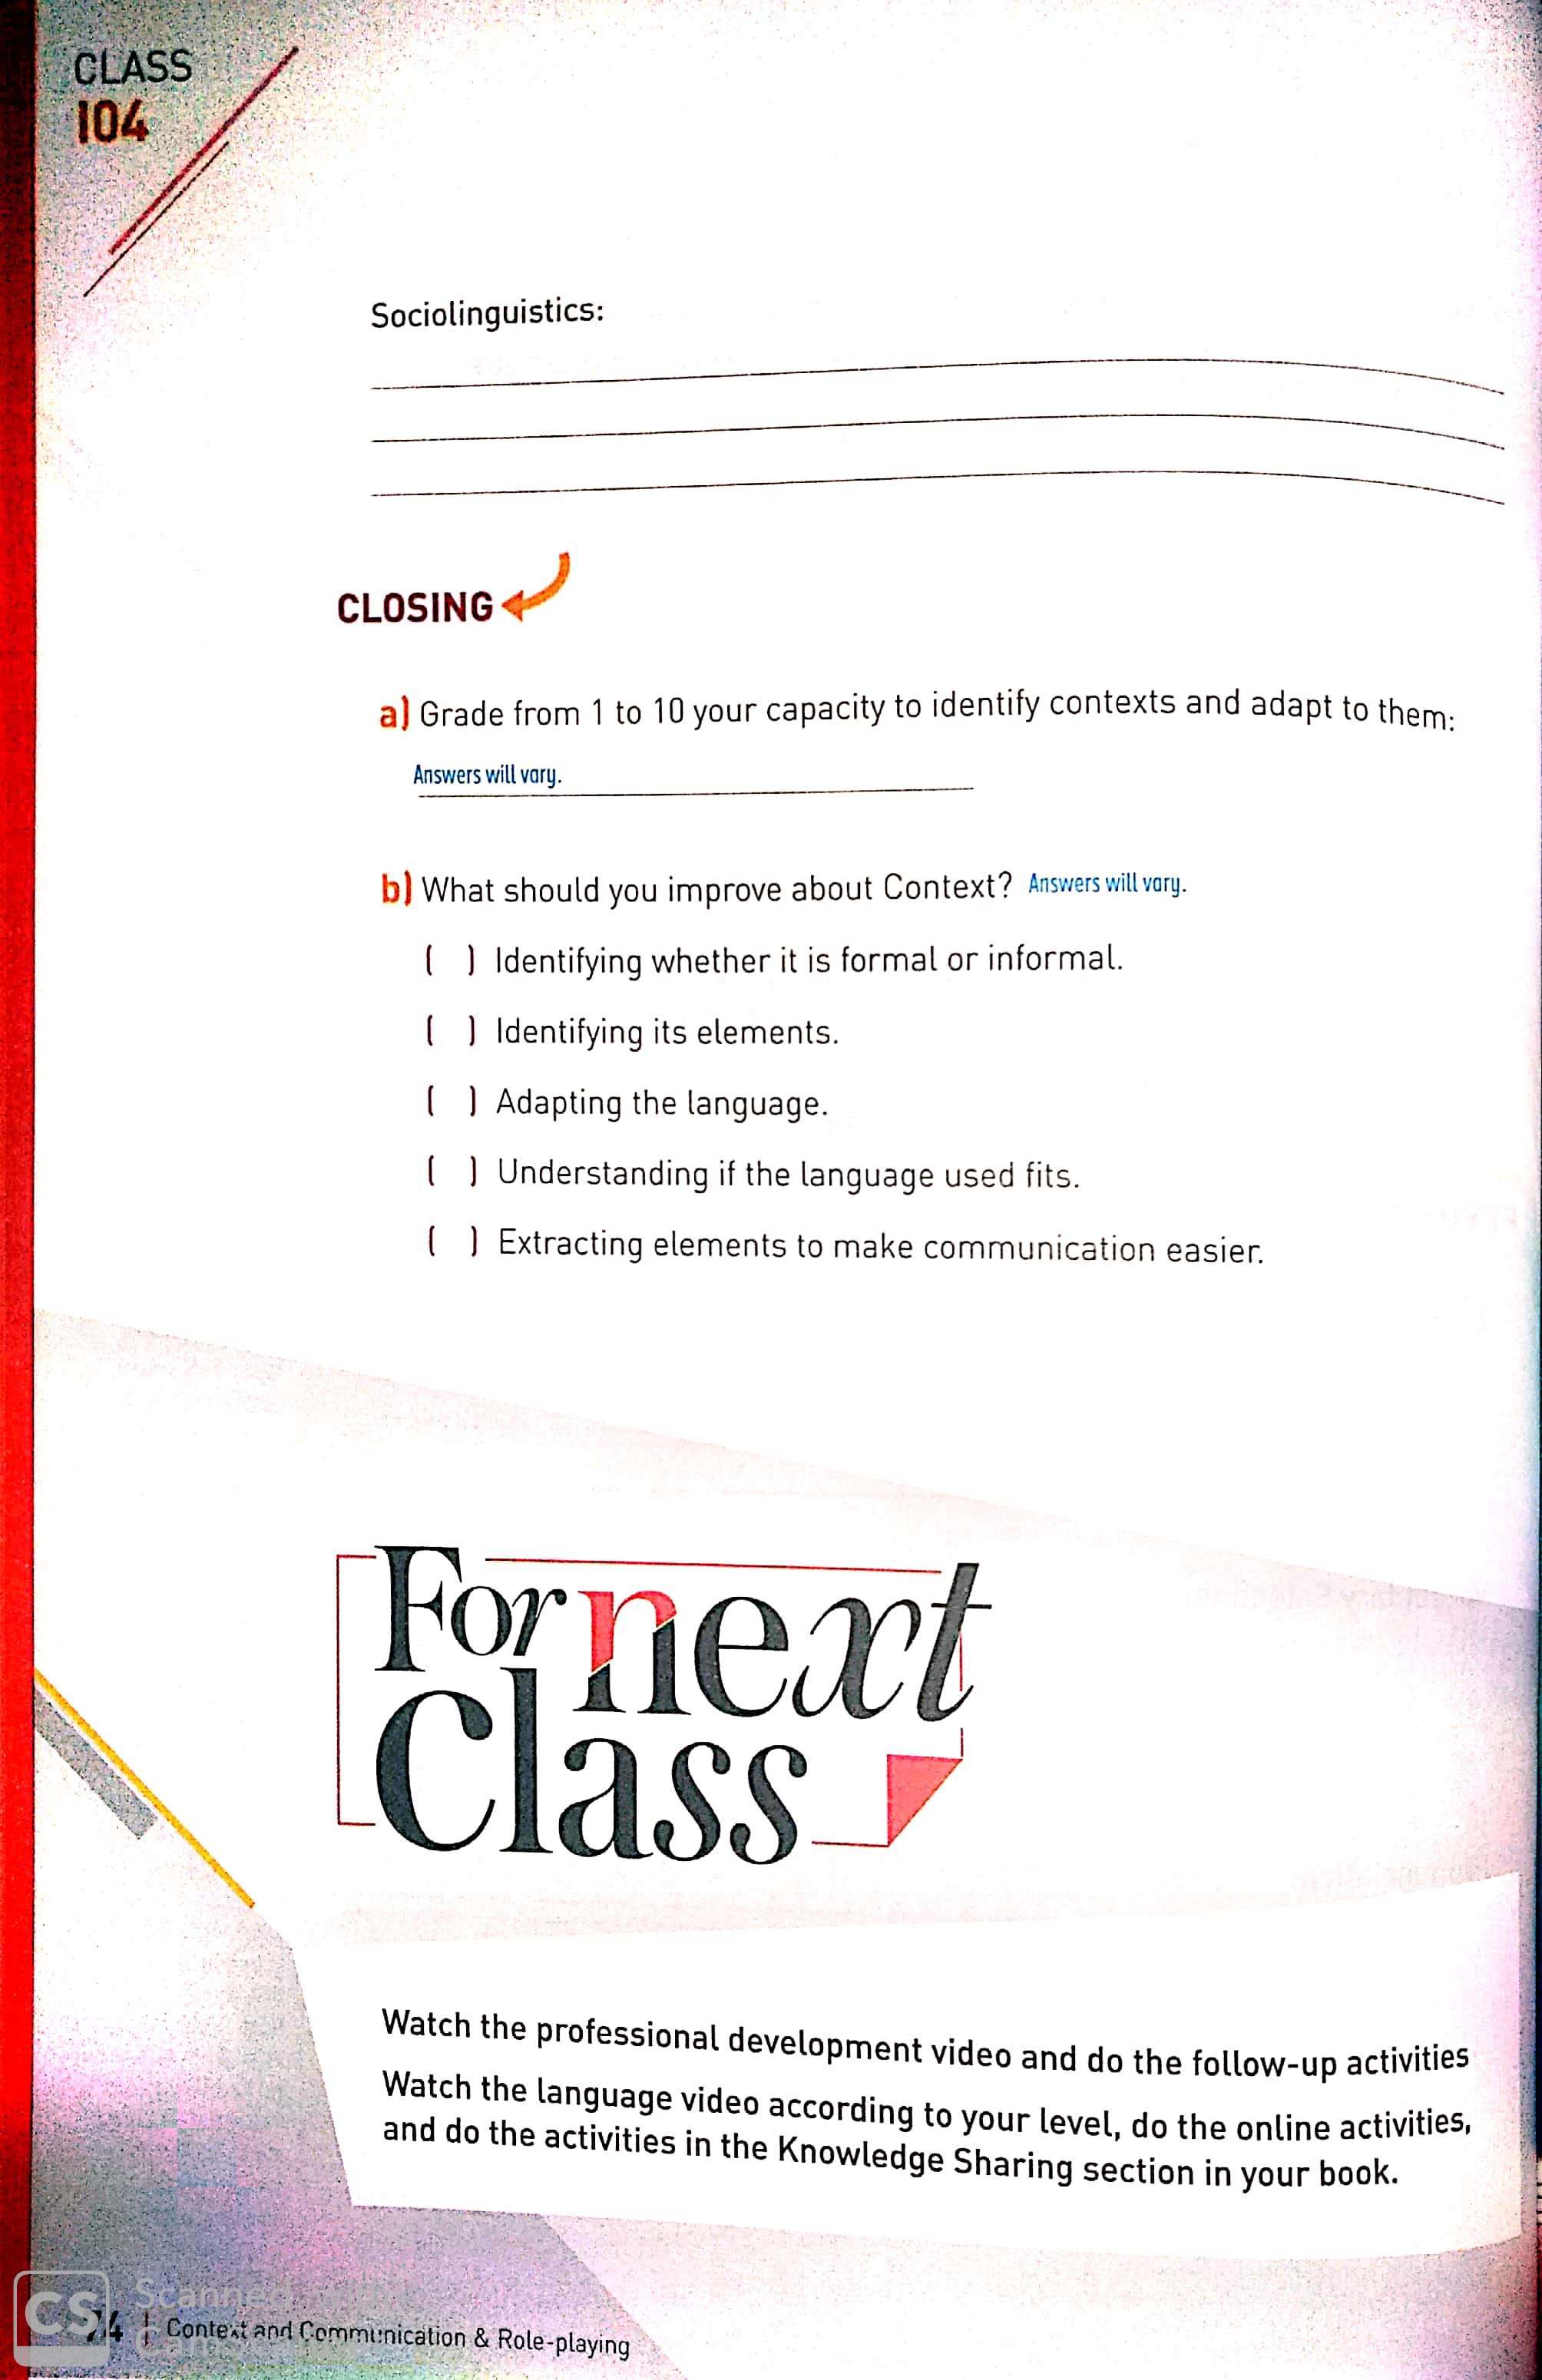 CLASS
104
Sociolinguistics:
CLOSING
a) Grade from 1 to 10 your capacity to identify contexts and adapt to them:
Answers will vary.
b) What should you improve about Context? Answers will vary.
( ) Identifying whether it is formal or informal.
( ) Identifying its elements.
( ) Adapting the language.
( ) Understanding if the language used fits.
( ) Extracting elements to make communication easier.
For next
Class
Watch the professional development video and do the follow-up activities
Watch the language video according to your level, do the online activities,
and do the activities in the Knowledge Sharing section in your book.
CS Scanned with
74 | Context and Communication & Role-playing